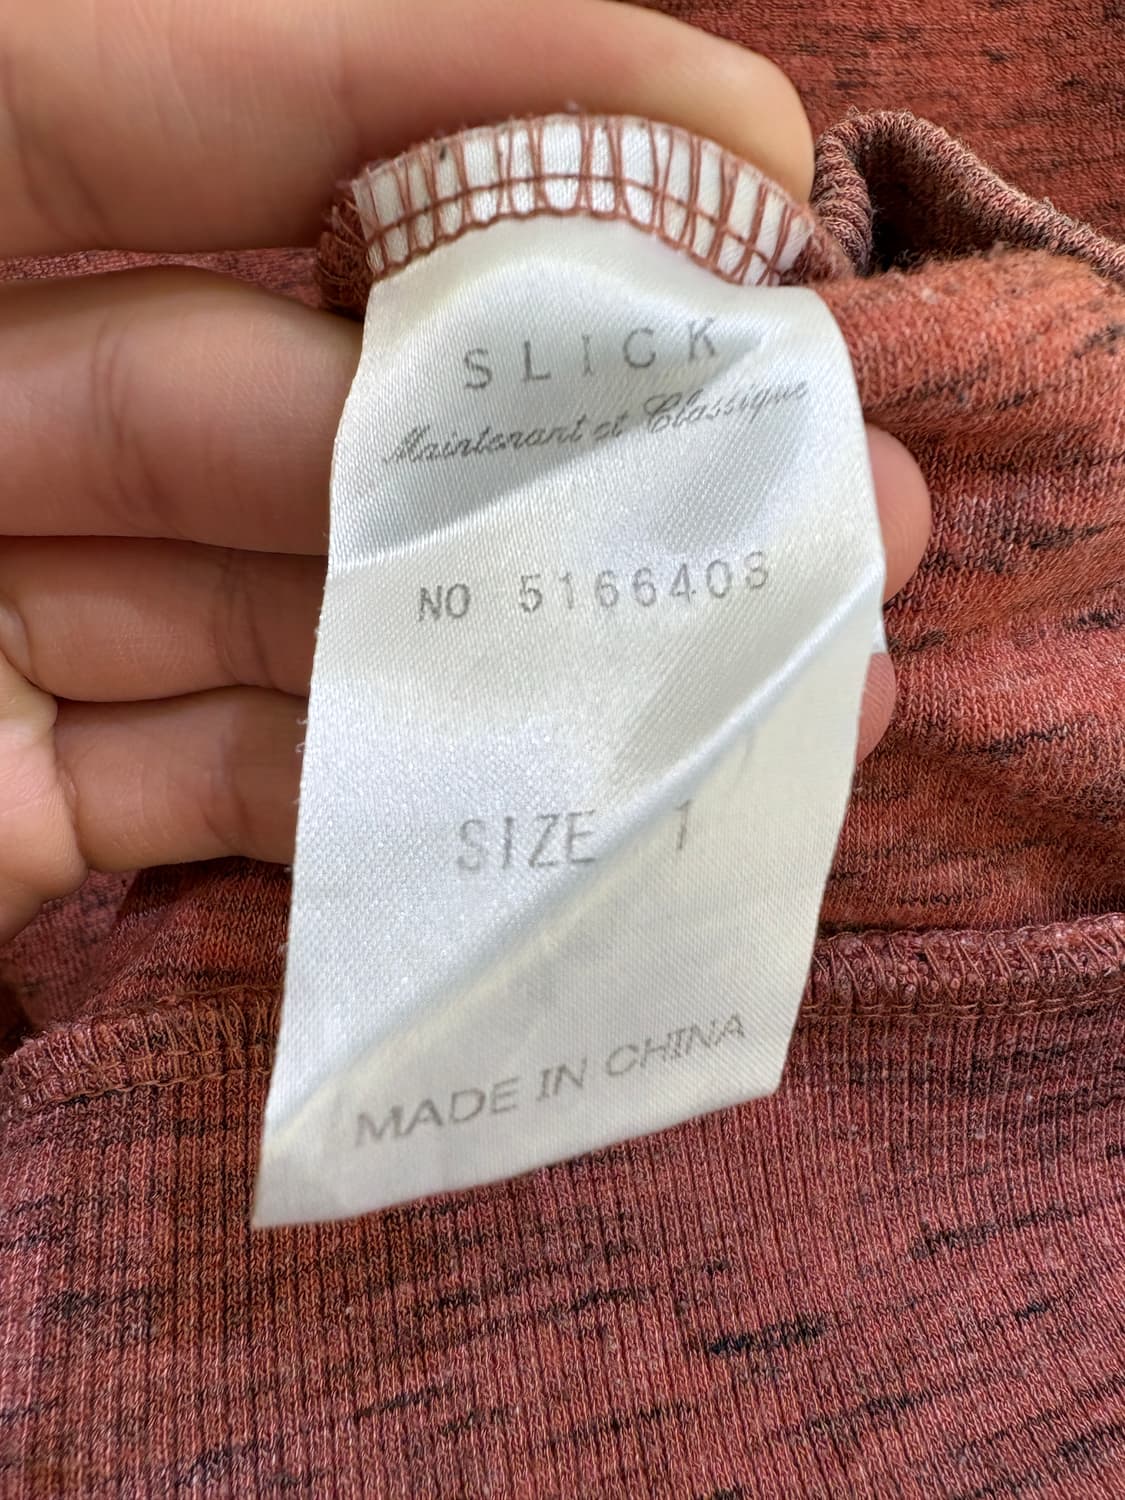 SLICK
Maintenant et Classique
NO 5166408
SIZE 1
MADE IN CHINA